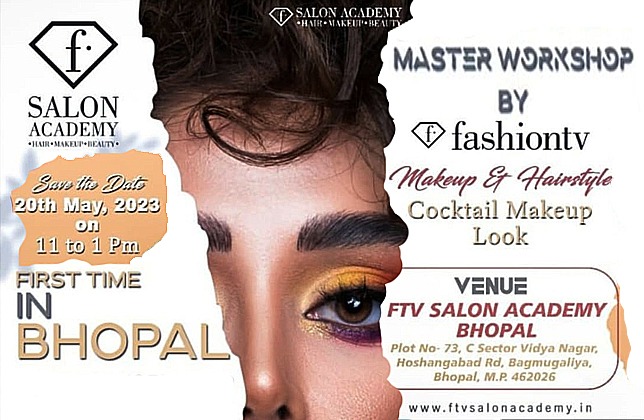 f
SALON
ACADEMY
•HAIR•MAKEUP•BEAUTY•
f SALON ACADEMY
•HAIR•MAKEUP•BEAUTY
MASTER WORKSHOP
BY
f fashiontv
Makeup & Hairstyle
Cocktail Makeup
Look
Save the Date
20th May, 2023
on
11 to 1 Pm
FIRST TIME
IN
BHOPAL
VENUE
FTV SALON ACADEMY
BHOPAL
Plot No- 73, C Sector Vidya Nagar,
Hoshangabad Rd, Bagmugaliya,
Bhopal, M.P. 462026
www.ftvsalonacademy.in